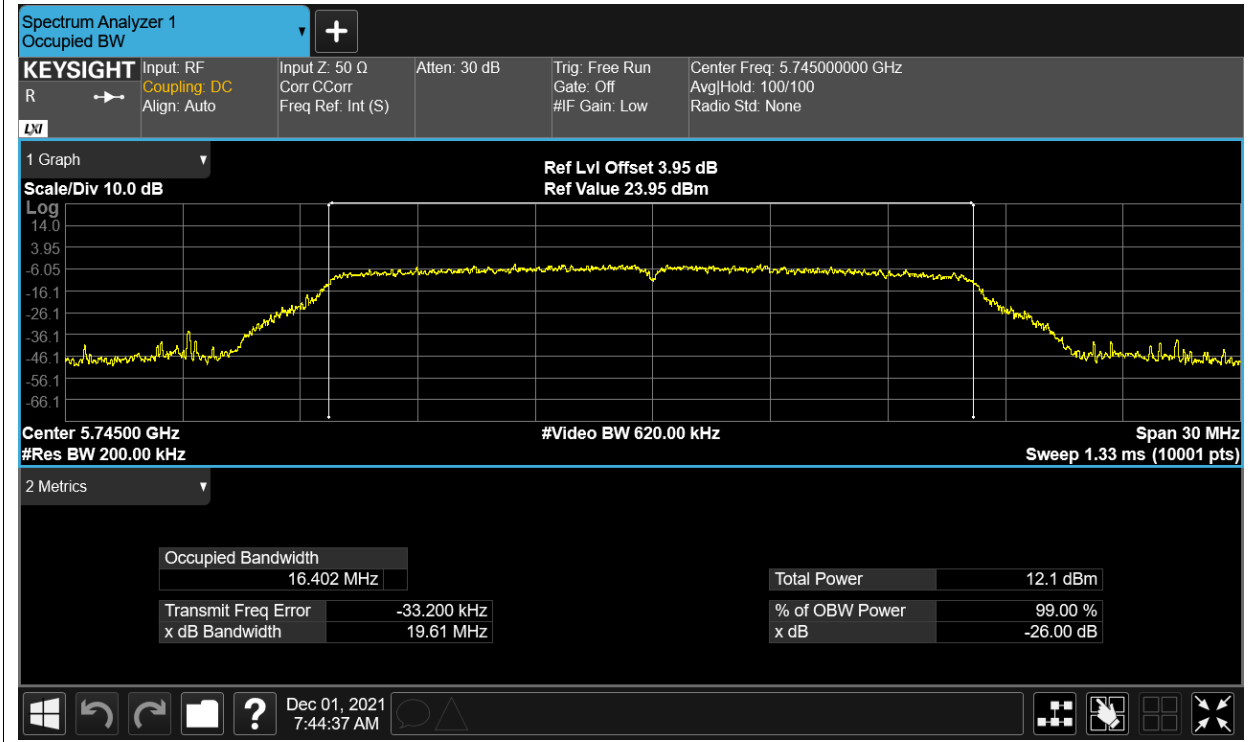 Spectrum Analyzer 1
Occupied BW
KEYSIGHT Input: RF Input Z: 50 Ω Atten: 30 dB Trig: Free Run Center Freq: 5.745000000 GHz
R Coupling: DC Corr CCorr Gate: Off Avg|Hold: 100/100
Align: Auto Freq Ref: Int (S) #IF Gain: Low Radio Std: None
LXI
1 Graph
Ref Lvl Offset 3.95 dB
Scale/Div 10.0 dB Ref Value 23.95 dBm
Log
14.0
3.95
-6.05
-16.1
-26.1
-36.1
-46.1
-56.1
-66.1
Center 5.74500 GHz #Video BW 620.00 kHz Span 30 MHz
#Res BW 200.00 kHz Sweep 1.33 ms (10001 pts)
2 Metrics
Occupied Bandwidth
16.402 MHz
Total Power 12.1 dBm
Transmit Freq Error -33.200 kHz % of OBW Power 99.00 %
x dB Bandwidth 19.61 MHz x dB -26.00 dB
?
Dec 01, 2021
7:44:37 AM